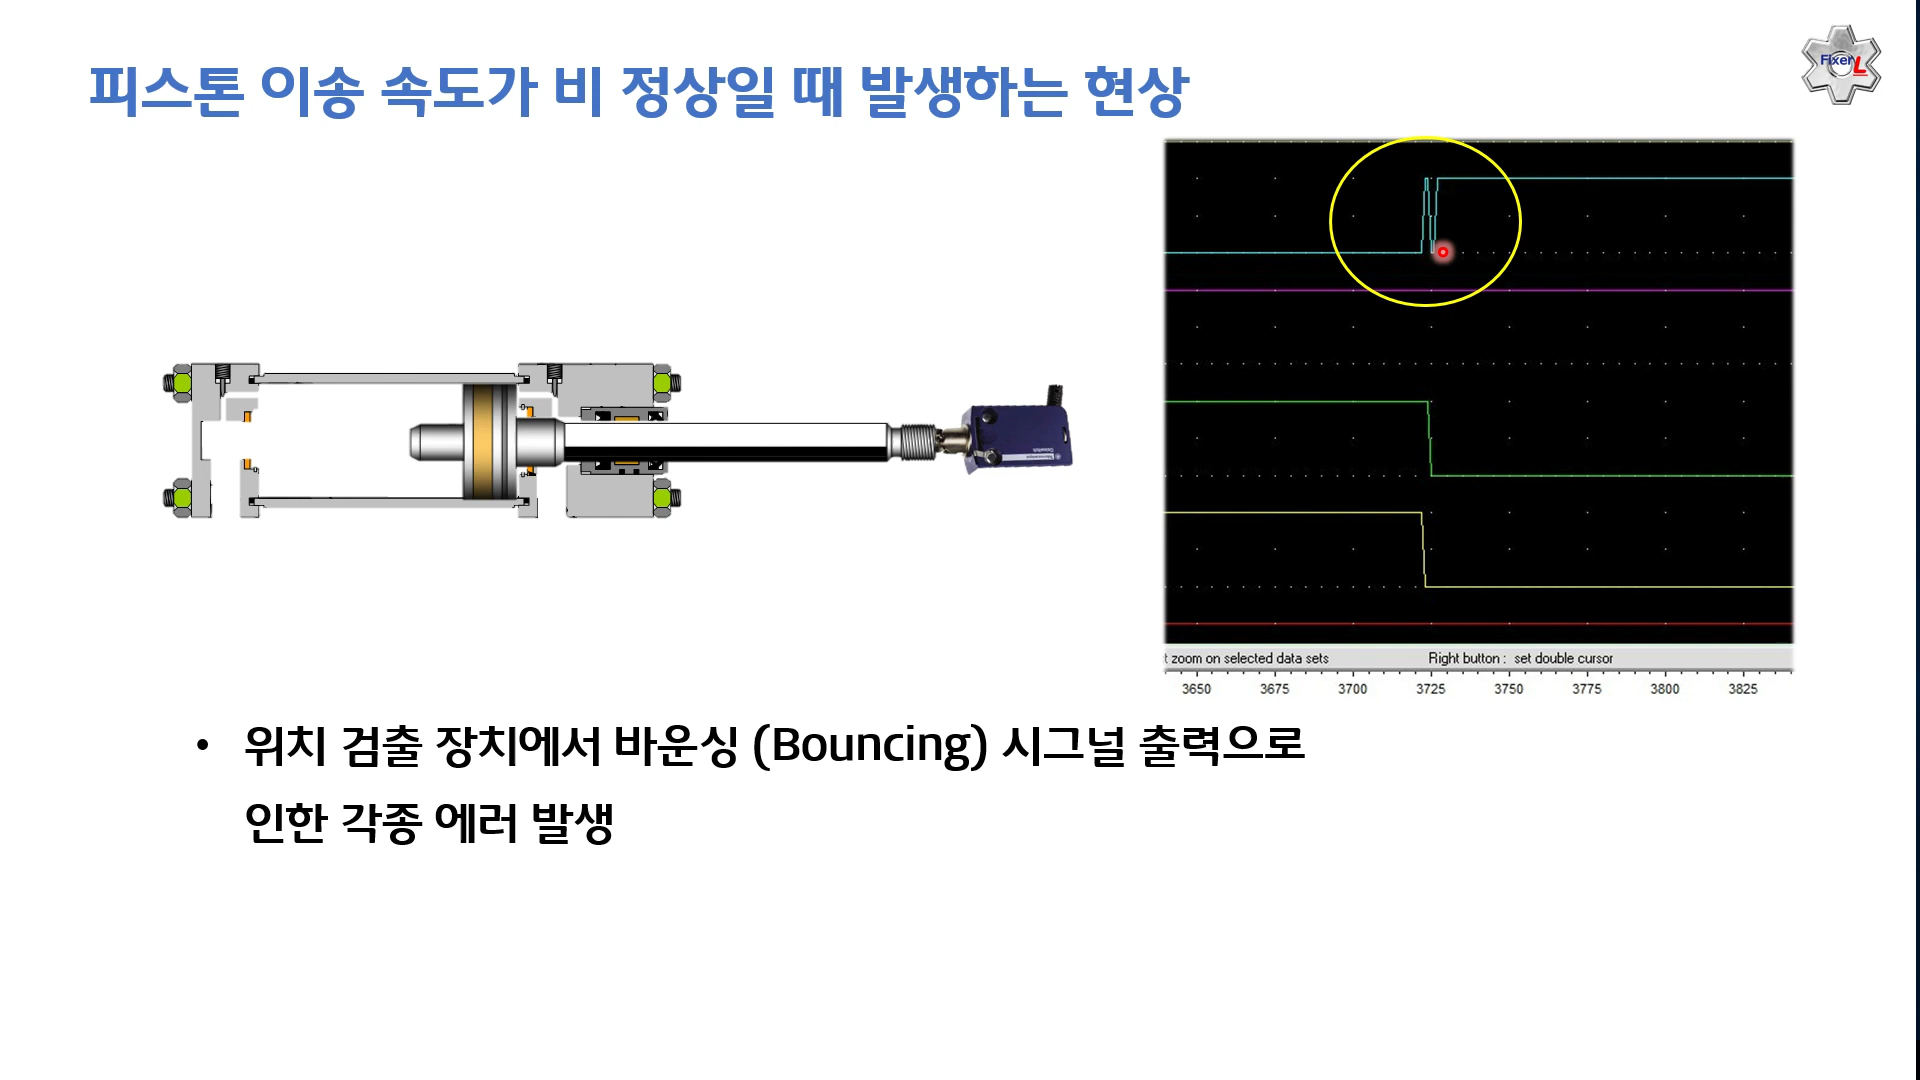 피스톤 이송 속도가 비 정상일 때 발생하는 현상
Fixer L
t zoom on selected data sets Right button : set double cursor
3650 3675 3700 3725 3750 3775 3800 3825
• 위치 검출 장치에서 바운싱 (Bouncing) 시그널 출력으로
인한 각종 에러 발생